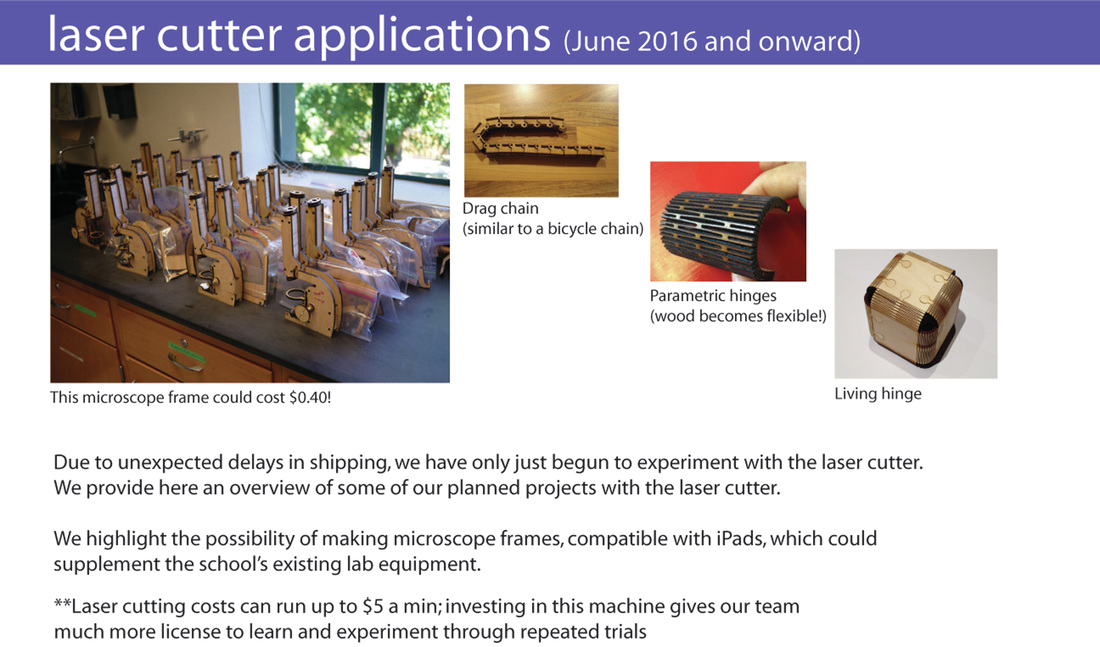 laser cutter applications (June 2016 and onward)
Drag chain
(similar to a bicycle chain)
Parametric hinges
(wood becomes flexible!)
Living hinge
This microscope frame could cost $0.40!
Due to unexpected delays in shipping, we have only just begun to experiment with the laser cutter.
We provide here an overview of some of our planned projects with the laser cutter.
We highlight the possibility of making microscope frames, compatible with iPads, which could
supplement the school’s existing lab equipment.
**Laser cutting costs can run up to $5 a min; investing in this machine gives our team
much more license to learn and experiment through repeated trials